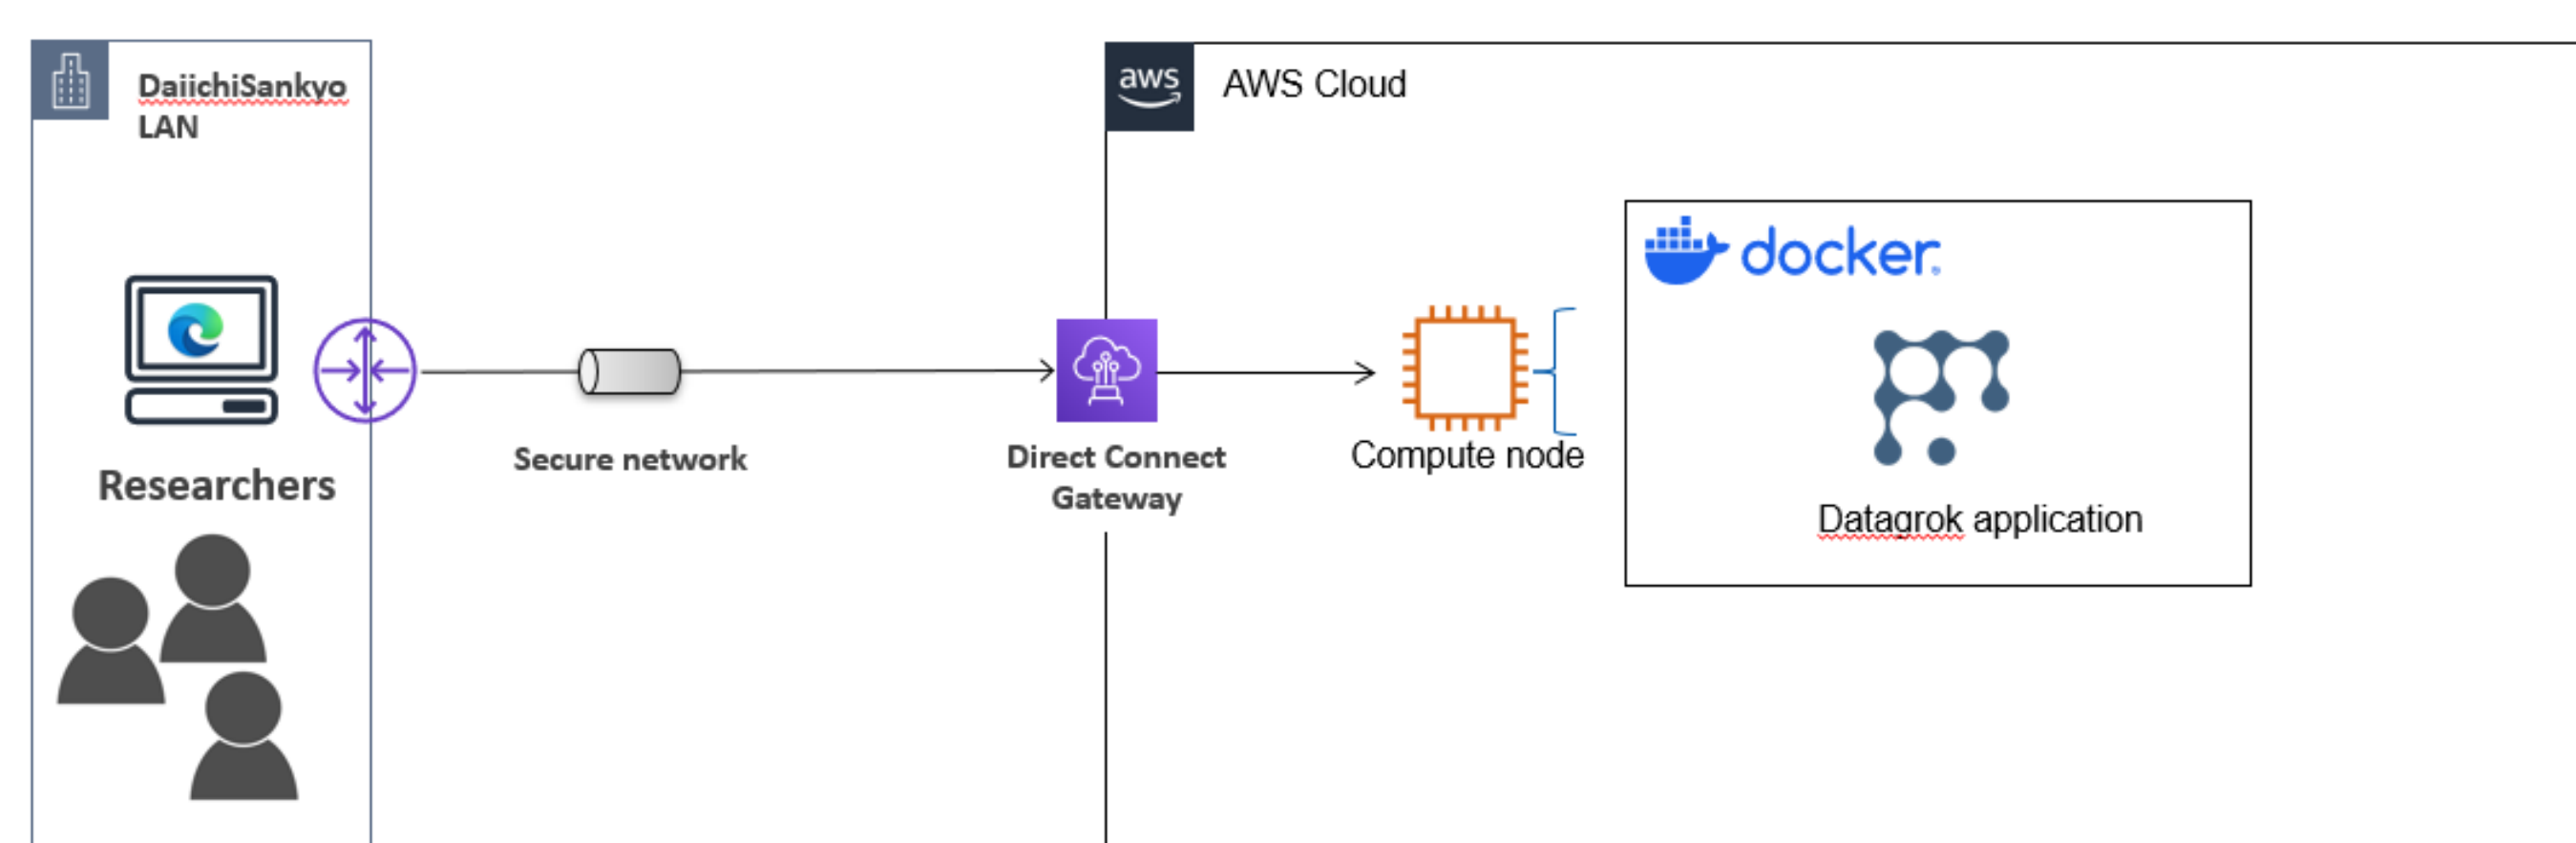 DaiichiSankyo
LAN
aws
AWS Cloud
docker
Researchers
Secure network
Direct Connect
Gateway
Compute node
Datagrok application